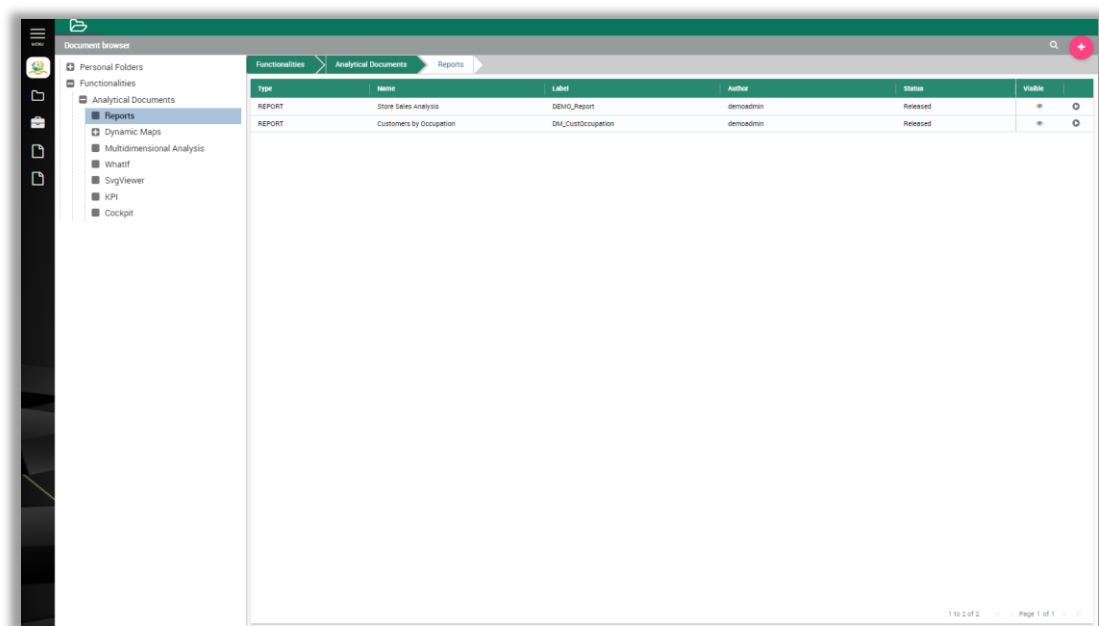 MENU
Document browser
Personal Folders
Functionalities
Analytical Documents
Reports
Dynamic Maps
Multidimensional Analysis
WhatIf
SvgViewer
KPI
Cockpit
Functionalities Analytical Documents Reports
Type Name Label Author Status Visible
REPORT Store Sales Analysis DEMO_Report demoadmin Released
REPORT Customers by Occupation DM_CustOccupation demoadmin Released
1 to 2 of 2 Page 1 of 1